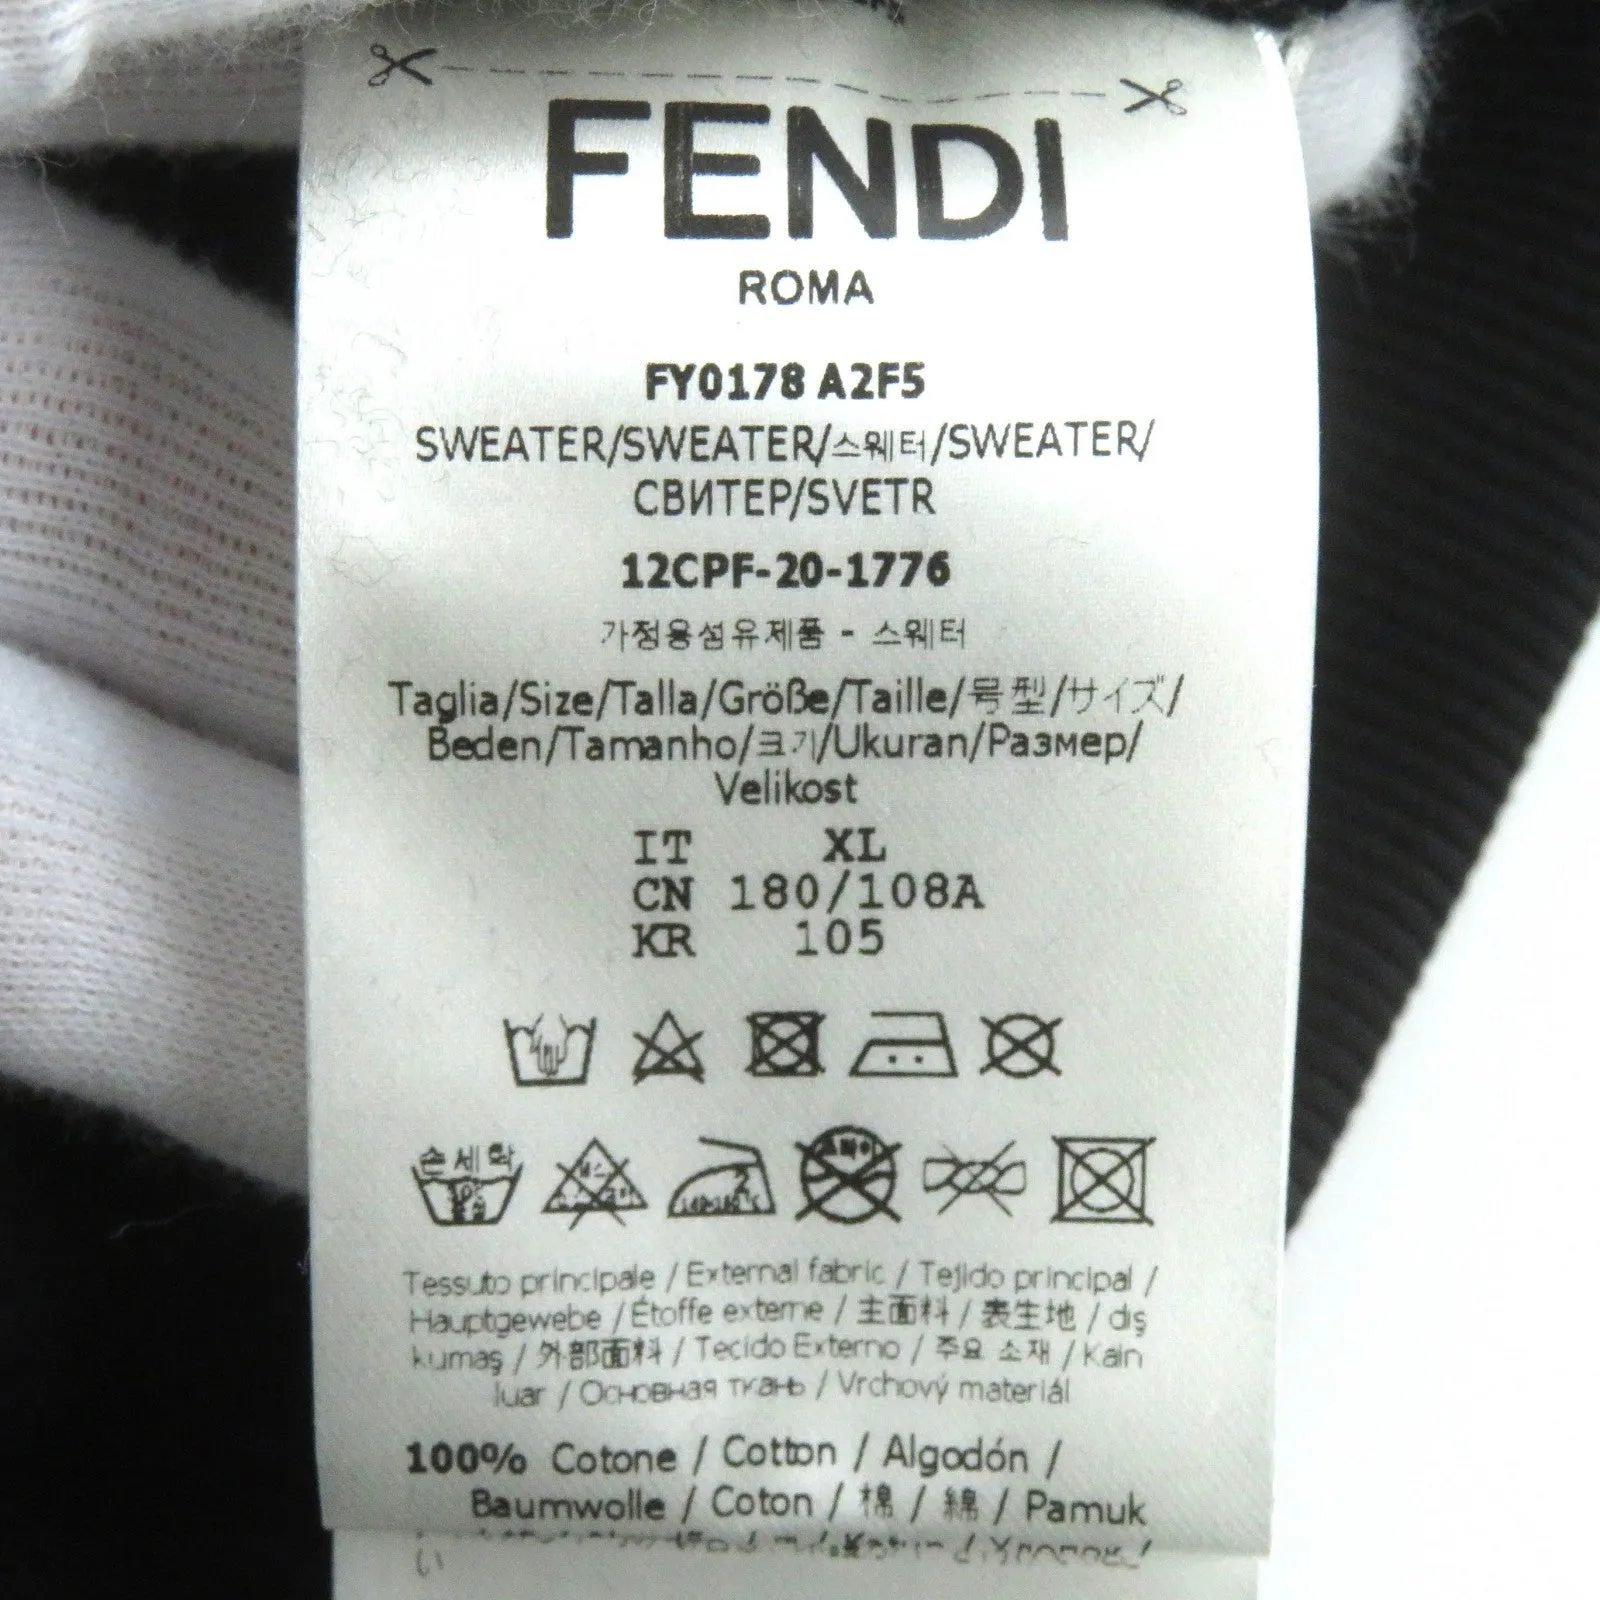 FENDI
ROMA
FY0178 A2F5
SWEATER/SWEATER/스웨터/SWEATER/
СВИТЕР/SVETR
12CPF-20-1776
가정용섬유제품 - 스웨터
Taglia/Size/Talla/Größe/Taille/号型/サイズ/
Beden/Tamanho/크기/Ukuran/Размер/
Velikost
IT XL
CN 180/108A
KR 105
손세탁
2
Tessuto principale / External fabric / Tejido principal /
Hauptgewebe / Étoffe externe / 主面料 / 表生地 / dış
kumaş / 外部面料 / Tecido Externo / 주요 소재 / Kain
luar / Основная ткань / Vrchový materiál
100% Cotone / Cotton / Algodón /
Baumwolle / Coton / 棉 / 綿 / Pamuk